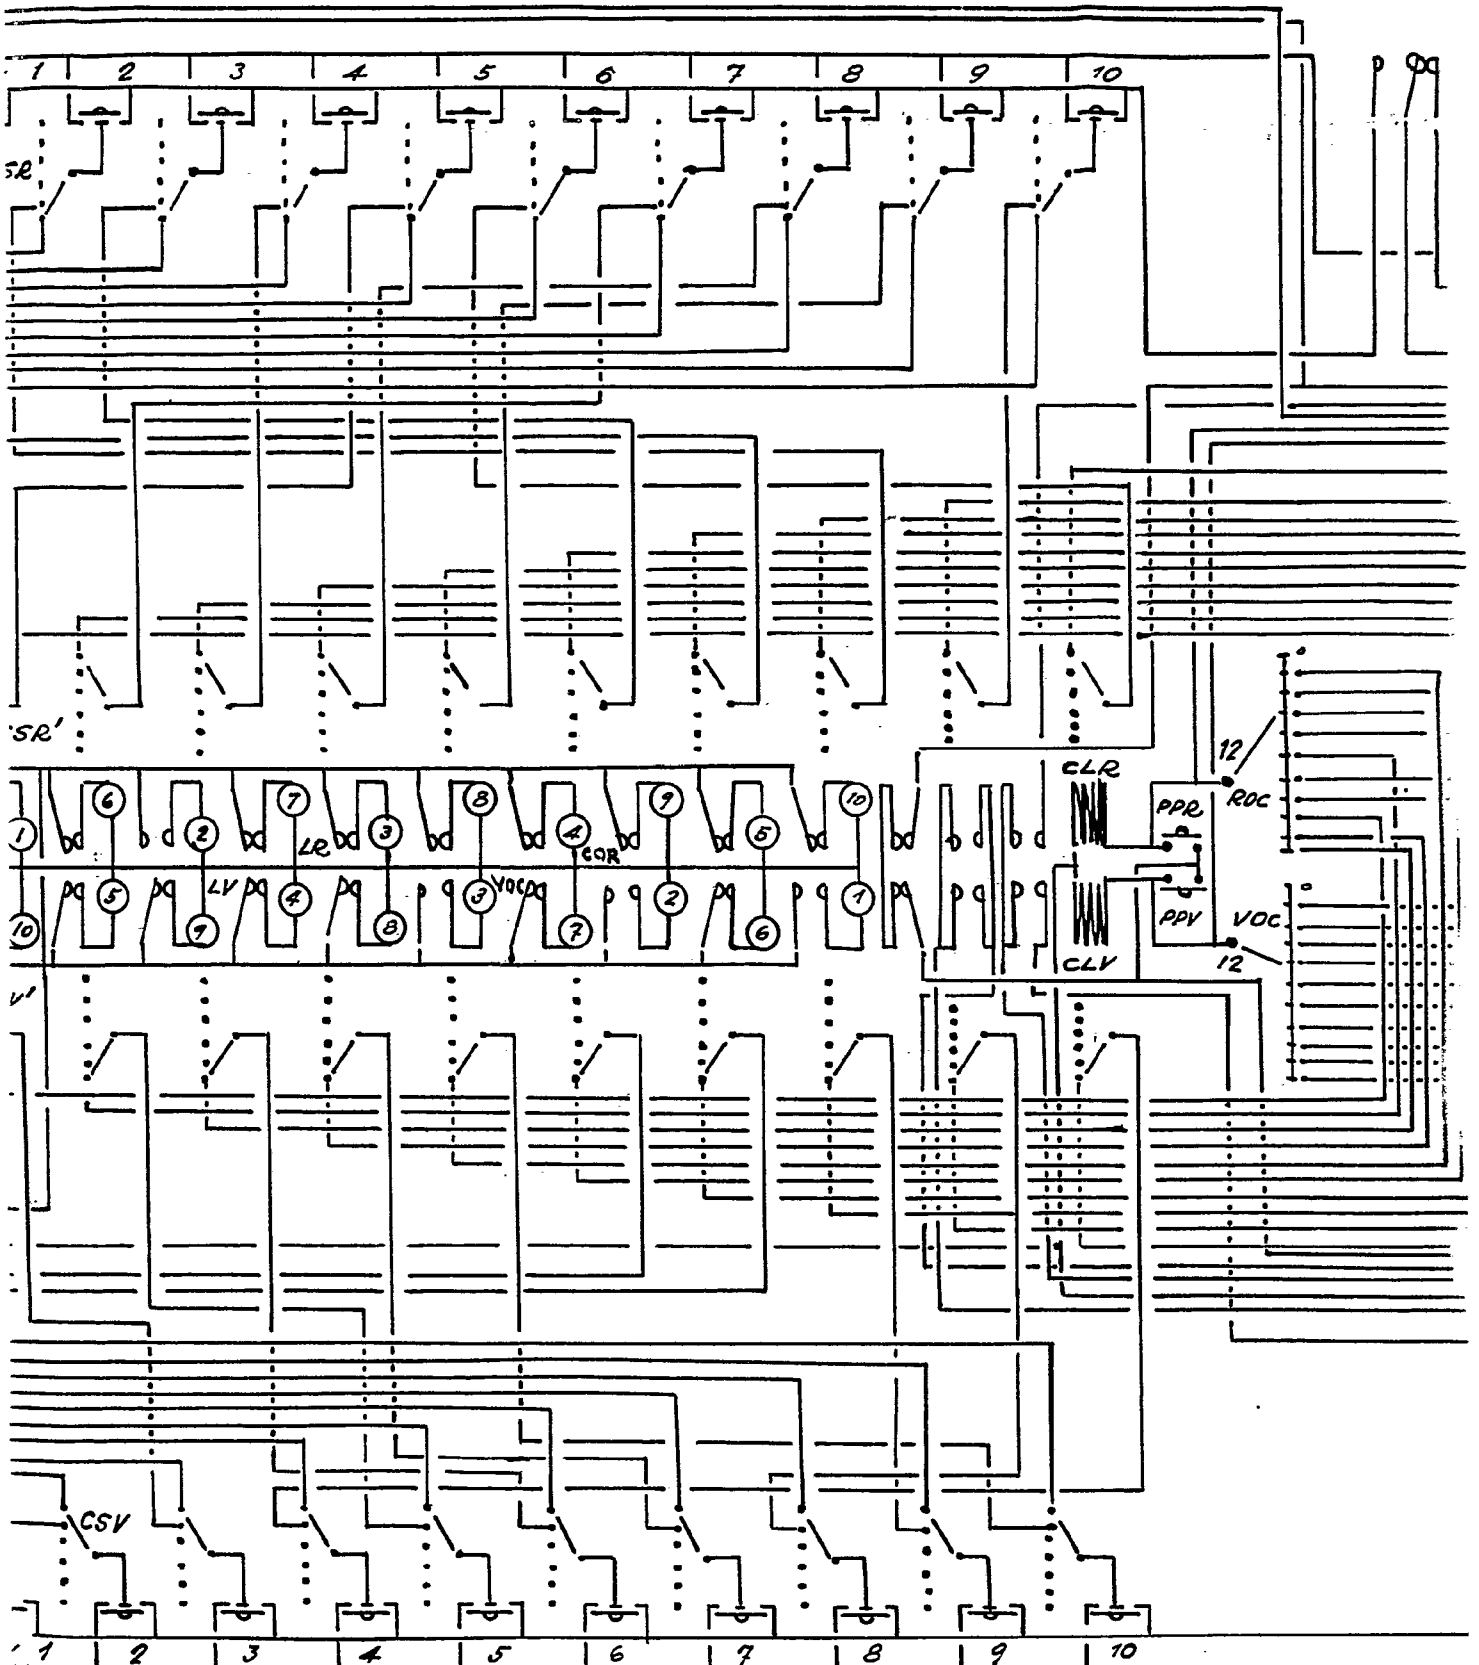 1 2 3 4 5 6 7 8 9 10
SR
SR'
12
CLR
6 2 7 3 8 4 9 5 10
PPR ROC
1
LR COR
LV VOC
5 9 4 8 3 7 2 6 1
10
PPV VOC
CLV 12
V'
CSV
1 2 3 4 5 6 7 8 9 10